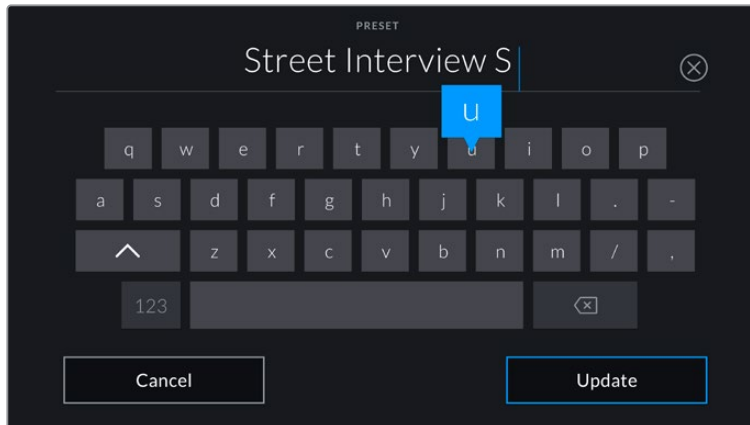 PRESET
Street Interview S
u
q w e r t y u i o p
a s d f g h j k l . -
z x c v b n m / ,
123
Cancel Update